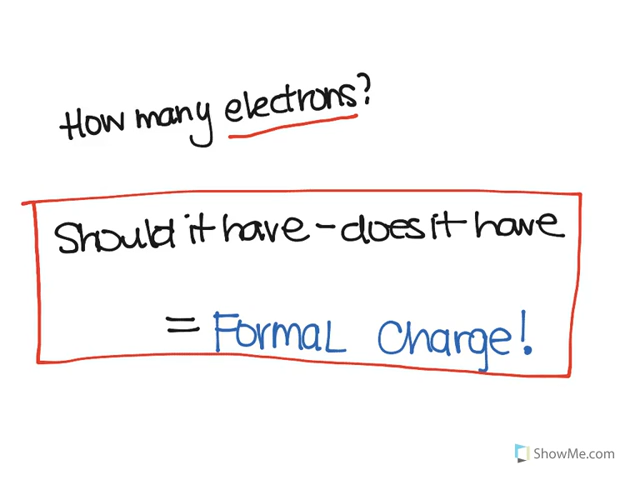 How many electrons?
Should it have - does it have
= Formal Charge!
ShowMe.com